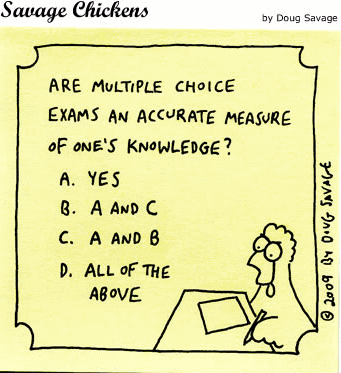 Savage Chickens
by Doug Savage
ARE MULTIPLE CHOICE
EXAMS AN ACCURATE MEASURE
OF ONE'S KNOWLEDGE?
A. YES
B. A AND C
C. A AND B
D. ALL OF THE
ABOVE
© 2009 BY DOUG SAVAGE